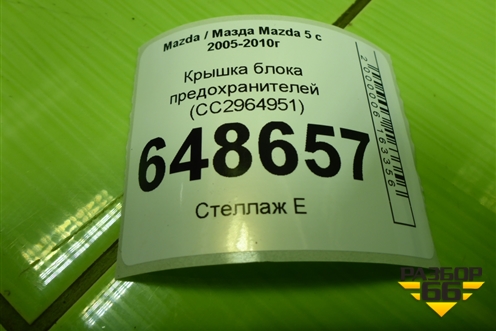 Mazda / Мазда Mazda 5 с
2005-2010г
Крышка блока
предохранителей
(CC2964951)
648657
Стеллаж Е
РАЗБОР
66